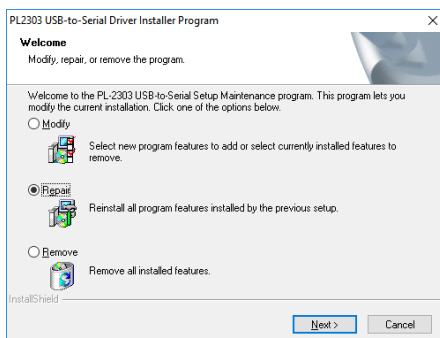 PL2303 USB-to-Serial Driver Installer Program
Welcome
Modify, repair, or remove the program.
Welcome to the PL-2303 USB-to-Serial Setup Maintenance program. This program lets you
modify the current installation. Click one of the options below.
Modify
Select new program features to add or select currently installed features to
remove.
Repair
Reinstall all program features installed by the previous setup.
Remove
Remove all installed features.
InstallShield
Next >
Cancel